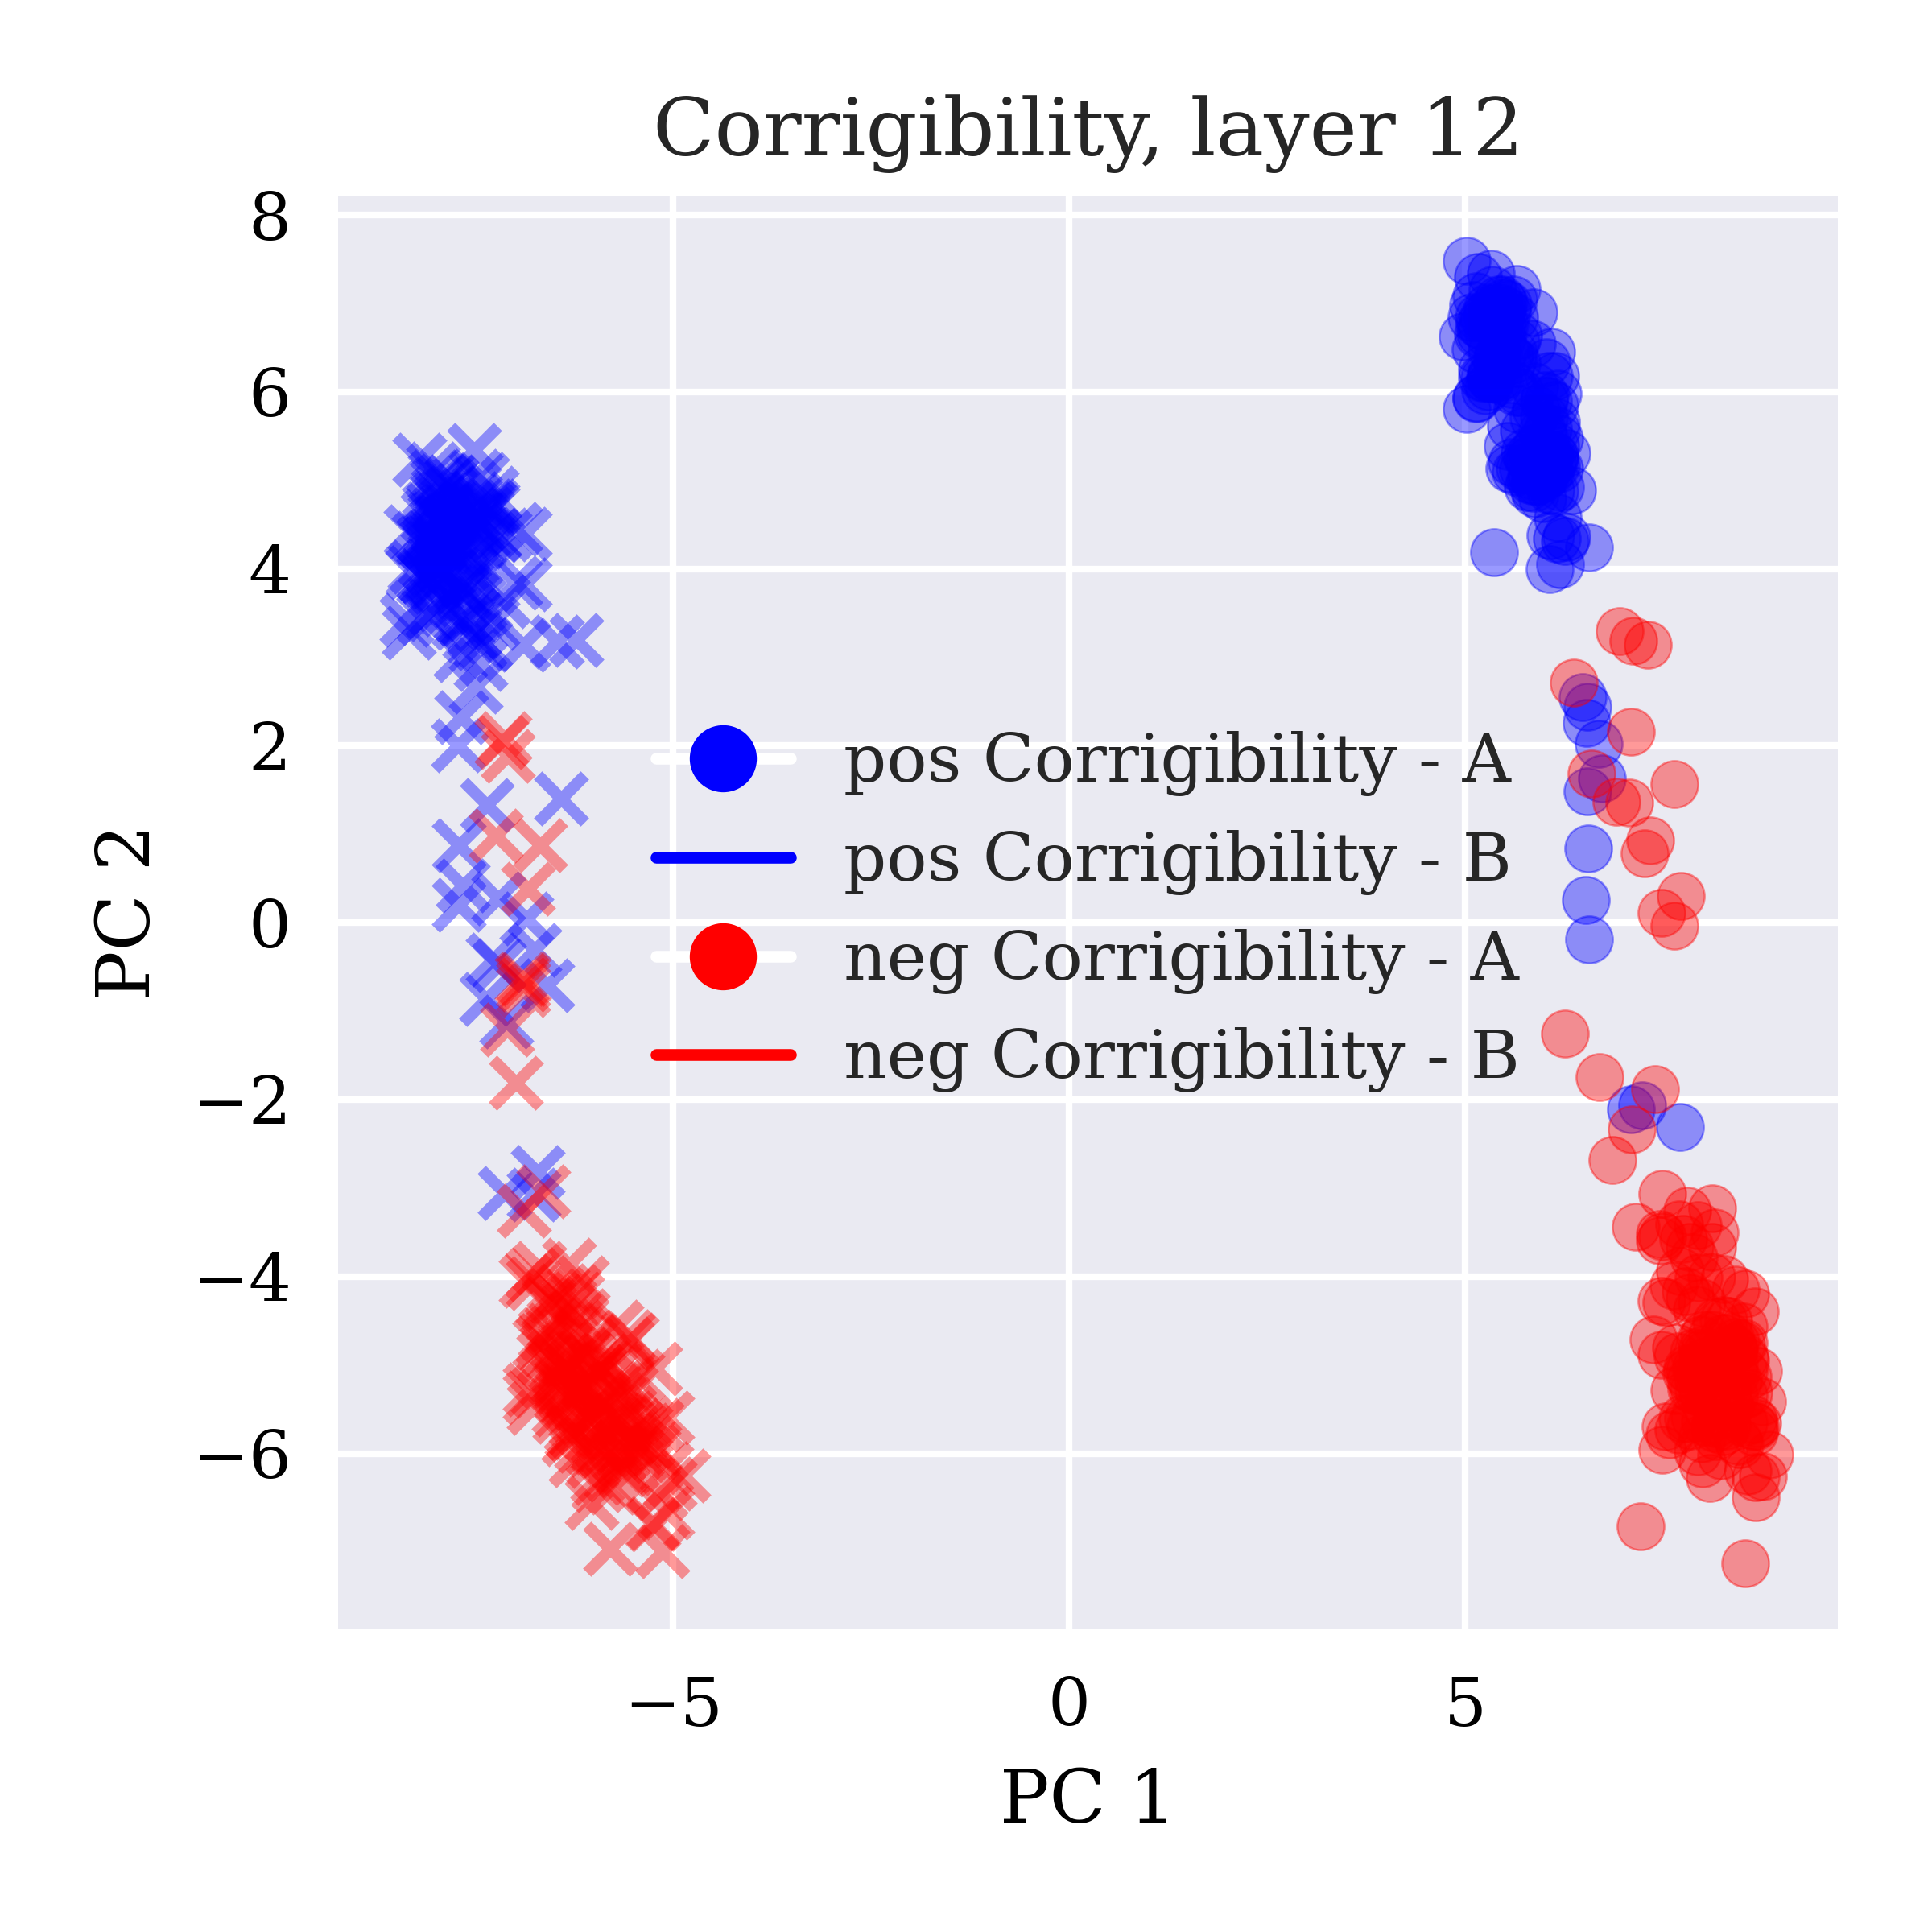 Corrigibility, layer 12
8
6
4
2
0
−2
−4
−6
PC 2
pos Corrigibility - A
pos Corrigibility - B
neg Corrigibility - A
neg Corrigibility - B
−5 0 5
PC 1